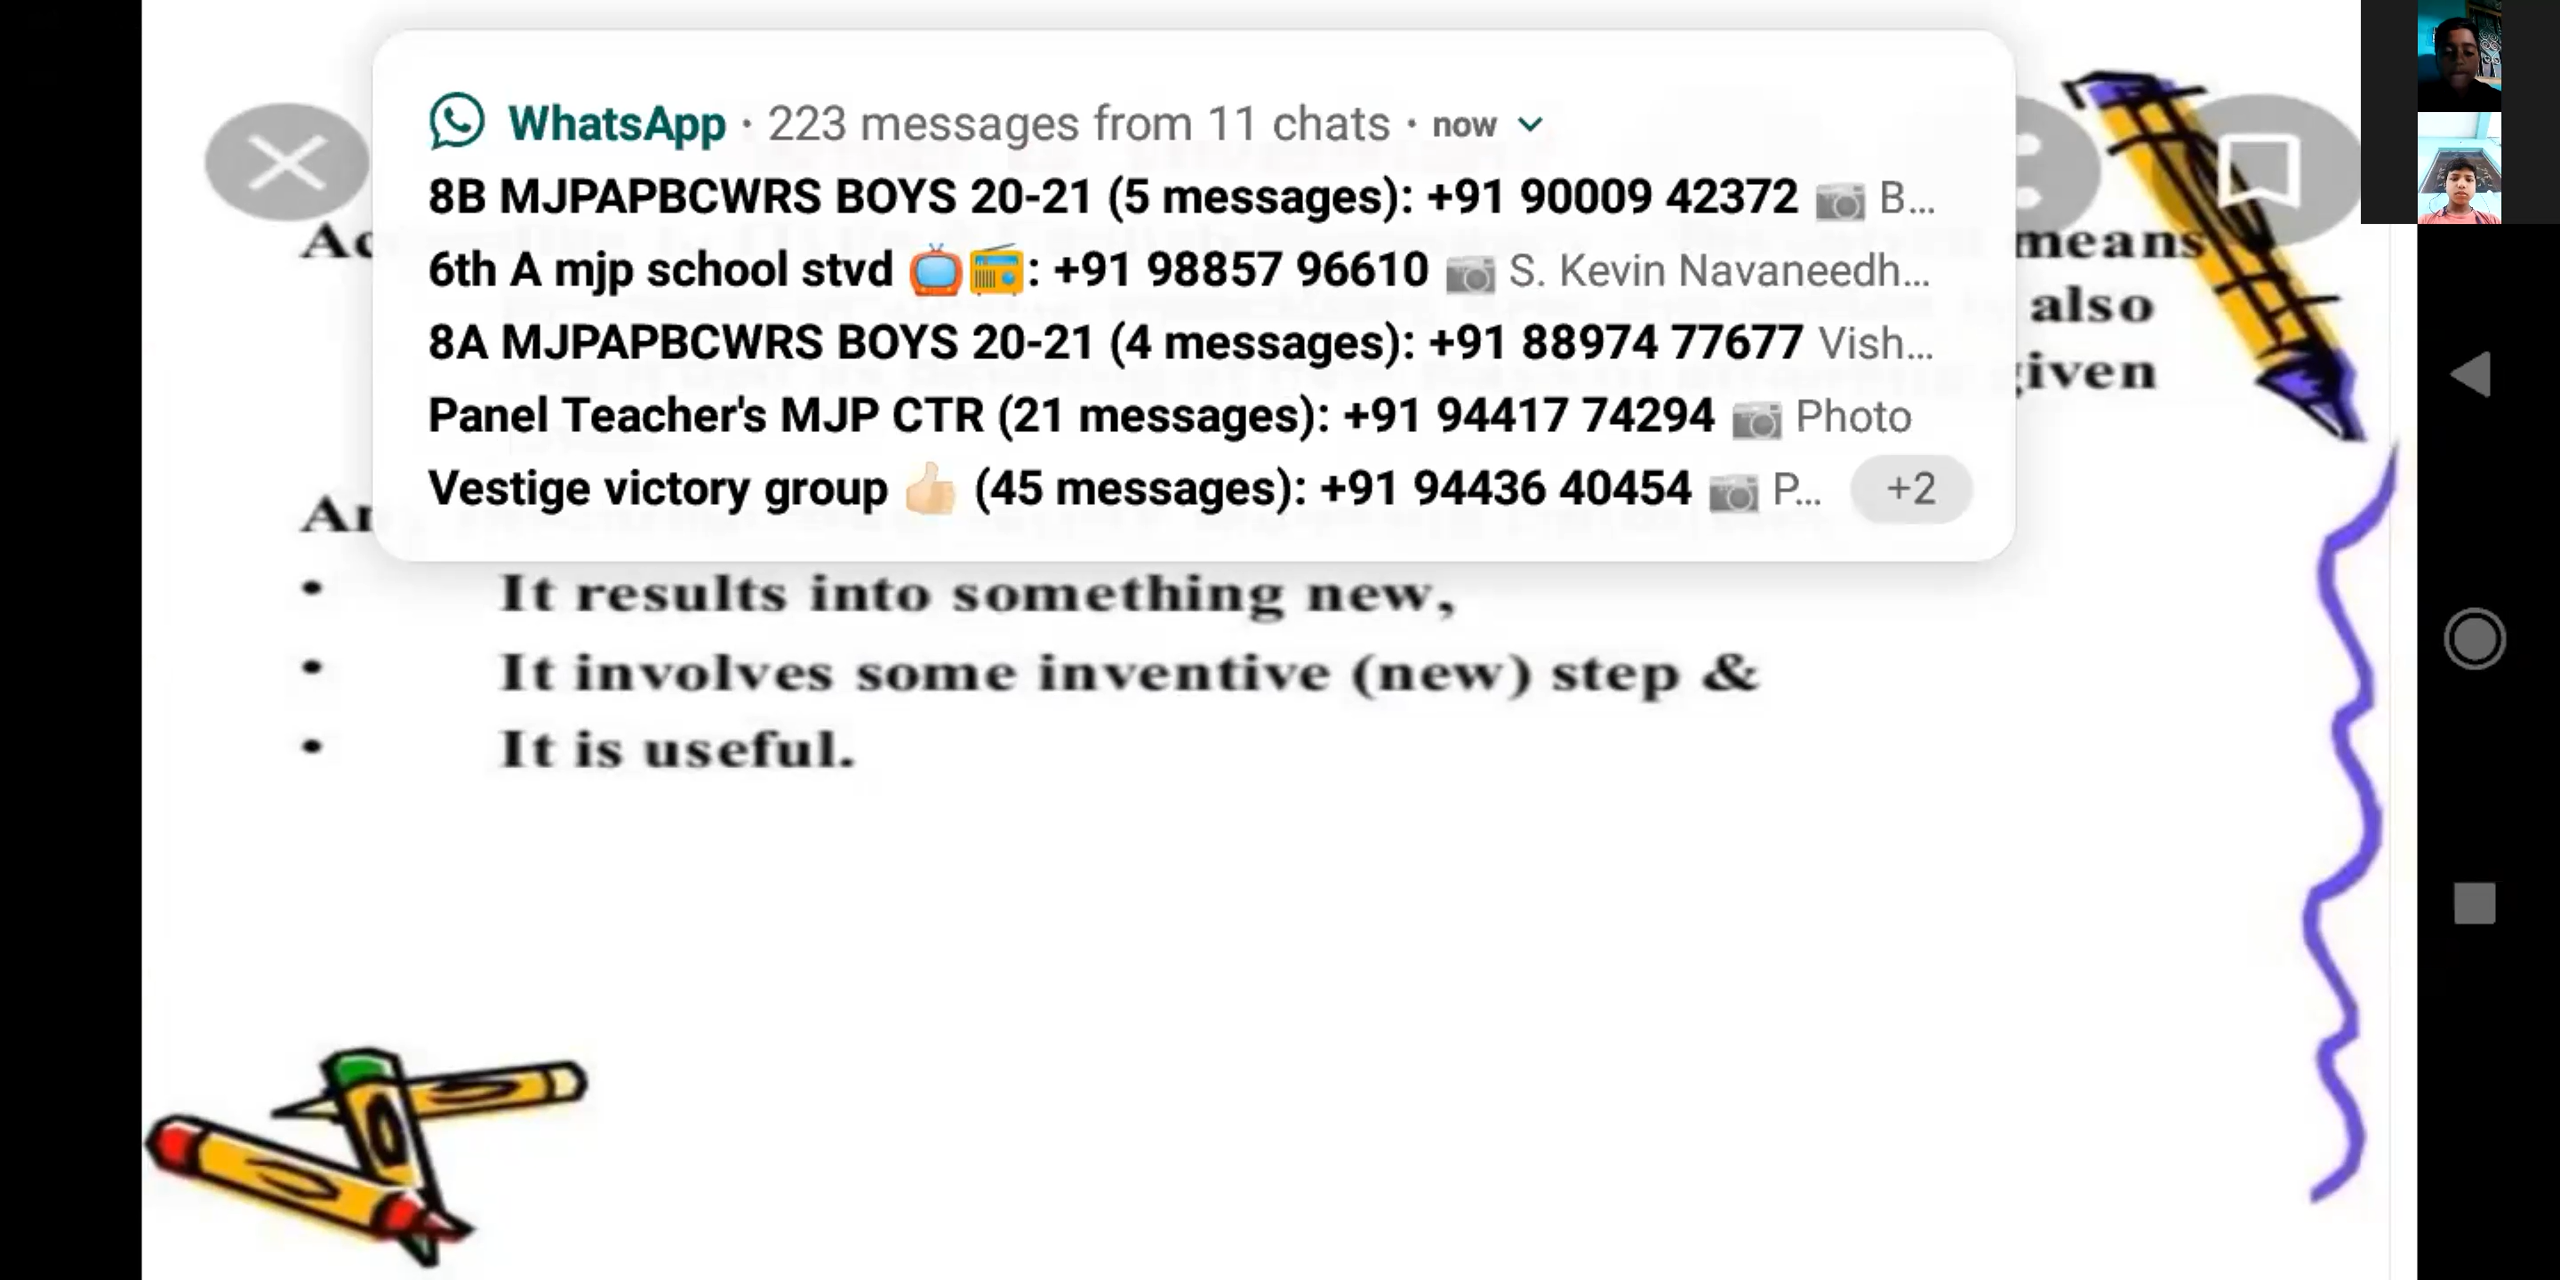 WhatsApp · 223 messages from 11 chats · now
8B MJPAPBCWRS BOYS 20-21 (5 messages): +91 90009 42372 📷 B...
6th A mjp school stvd 📺📻: +91 98857 96610 📷 S. Kevin Navaneedh...
8A MJPAPBCWRS BOYS 20-21 (4 messages): +91 88974 77677 Vish...
Panel Teacher's MJP CTR (21 messages): +91 94417 74294 📷 Photo
Vestige victory group 👍🏻 (45 messages): +91 94436 40454 📷 P... +2
means
also
given
• It results into something new,
• It involves some inventive (new) step &
• It is useful.